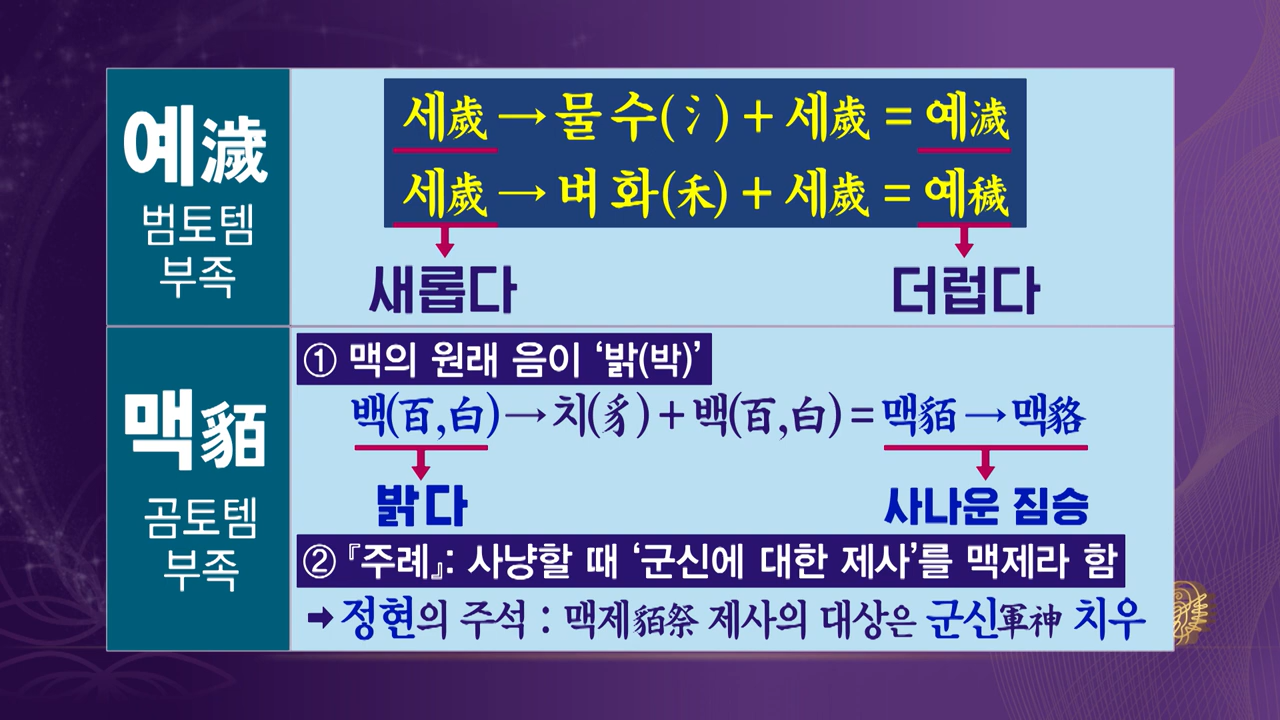 예濊
범토템
부족
세歲 → 물 수(氵) + 세歲 = 예濊
세歲 → 벼 화(禾) + 세歲 = 예穢
새롭다 더럽다
맥貊
곰토템
부족
① 맥의 원래 음이 ‘밝(박)’
백(百,白)→치(豸)+백(百,白)=맥貊→맥貉
밝다 사나운 짐승
② 『주례』: 사냥할 때 ‘군신에 대한 제사’를 맥제라 함
➡ 정현의 주석 : 맥제貊祭 제사의 대상은 군신軍神 치우